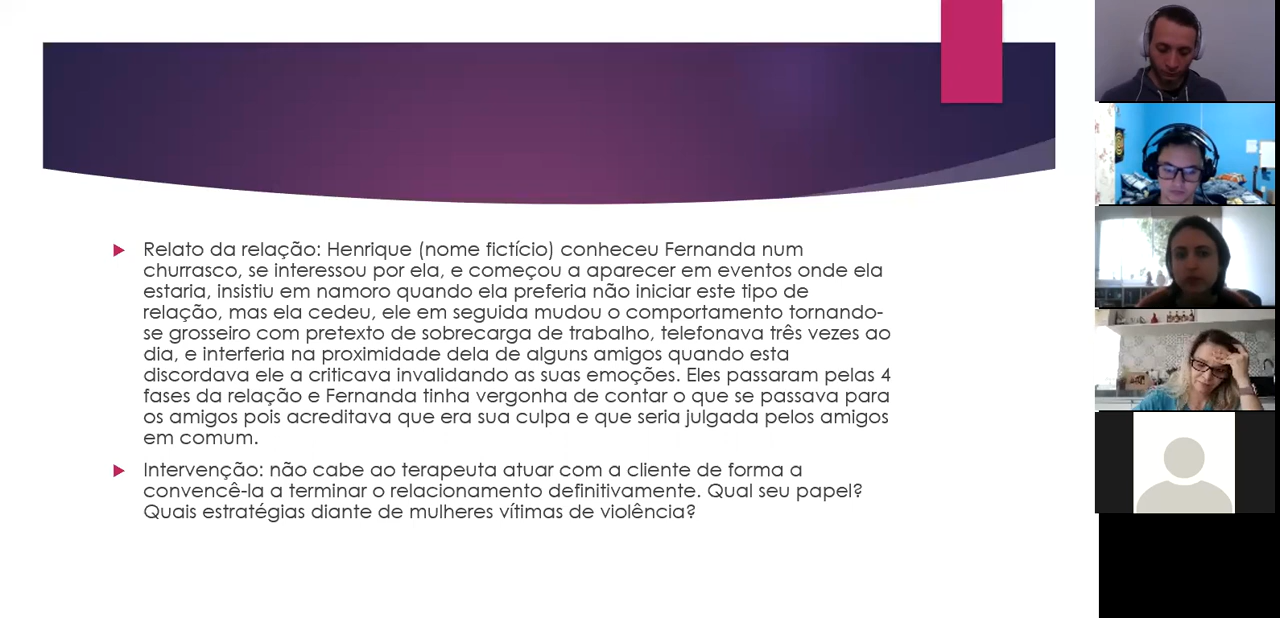 Relato da relação: Henrique (nome fictício) conheceu Fernanda num
churrasco, se interessou por ela, e começou a aparecer em eventos onde ela
estaria, insistiu em namoro quando ela preferia não iniciar este tipo de
relação, mas ela cedeu, ele em seguida mudou o comportamento tornando-
se grosseiro com pretexto de sobrecarga de trabalho, telefonava três vezes ao
dia, e interferia na proximidade dela de alguns amigos quando esta
discordava ele a criticava invalidando as suas emoções. Eles passaram pelas 4
fases da relação e Fernanda tinha vergonha de contar o que se passava para
os amigos pois acreditava que era sua culpa e que seria julgada pelos amigos
em comum.
Intervenção: não cabe ao terapeuta atuar com a cliente de forma a
convencê-la a terminar o relacionamento definitivamente. Qual seu papel?
Quais estratégias diante de mulheres vítimas de violência?